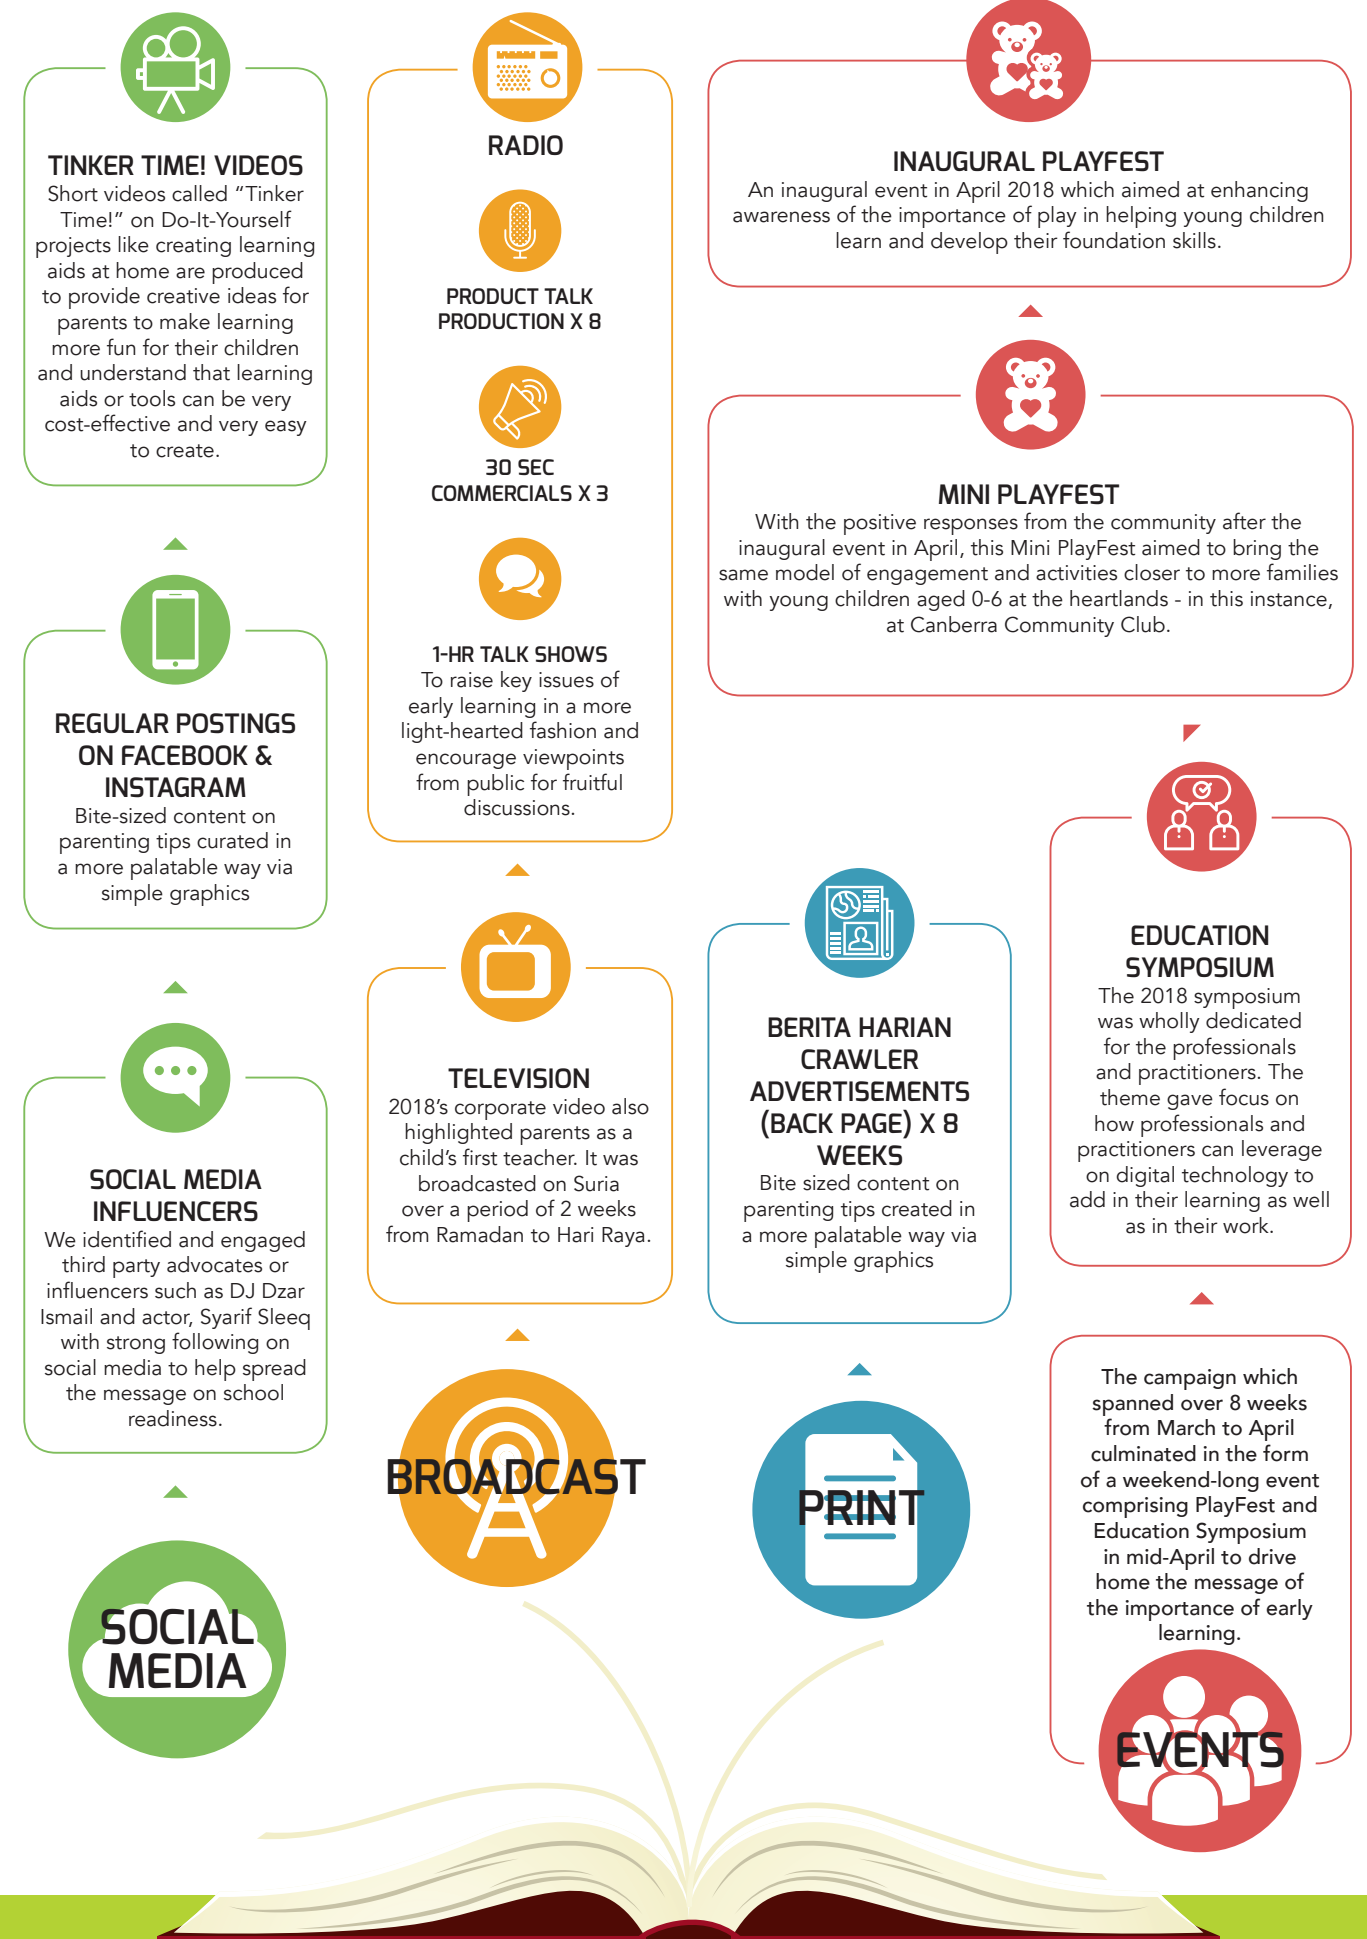 TINKER TIME! VIDEOS
Short videos called “Tinker
Time!” on Do-It-Yourself
projects like creating learning
aids at home are produced
to provide creative ideas for
parents to make learning
more fun for their children
and understand that learning
aids or tools can be very
cost-effective and very easy
to create.
REGULAR POSTINGS
ON FACEBOOK &
INSTAGRAM
Bite-sized content on
parenting tips curated in
a more palatable way via
simple graphics
SOCIAL MEDIA
INFLUENCERS
We identified and engaged
third party advocates or
influencers such as DJ Dzar
Ismail and actor, Syarif Sleeq
with strong following on
social media to help spread
the message on school
readiness.
SOCIAL
MEDIA
RADIO
PRODUCT TALK
PRODUCTION X 8
30 SEC
COMMERCIALS X 3
1-HR TALK SHOWS
To raise key issues of
early learning in a more
light-hearted fashion and
encourage viewpoints
from public for fruitful
discussions.
TELEVISION
2018’s corporate video also
highlighted parents as a
child’s first teacher. It was
broadcasted on Suria
over a period of 2 weeks
from Ramadan to Hari Raya.
BROADCAST
INAUGURAL PLAYFEST
An inaugural event in April 2018 which aimed at enhancing
awareness of the importance of play in helping young children
learn and develop their foundation skills.
MINI PLAYFEST
With the positive responses from the community after the
inaugural event in April, this Mini PlayFest aimed to bring the
same model of engagement and activities closer to more families
with young children aged 0-6 at the heartlands - in this instance,
at Canberra Community Club.
BERITA HARIAN
CRAWLER
ADVERTISEMENTS
(BACK PAGE) X 8
WEEKS
Bite sized content on
parenting tips created in
a more palatable way via
simple graphics
PRINT
EDUCATION
SYMPOSIUM
The 2018 symposium
was wholly dedicated
for the professionals
and practitioners. The
theme gave focus on
how professionals and
practitioners can leverage
on digital technology to
add in their learning as well
as in their work.
The campaign which
spanned over 8 weeks
from March to April
culminated in the form
of a weekend-long event
comprising PlayFest and
Education Symposium
in mid-April to drive
home the message of
the importance of early
learning.
EVENTS